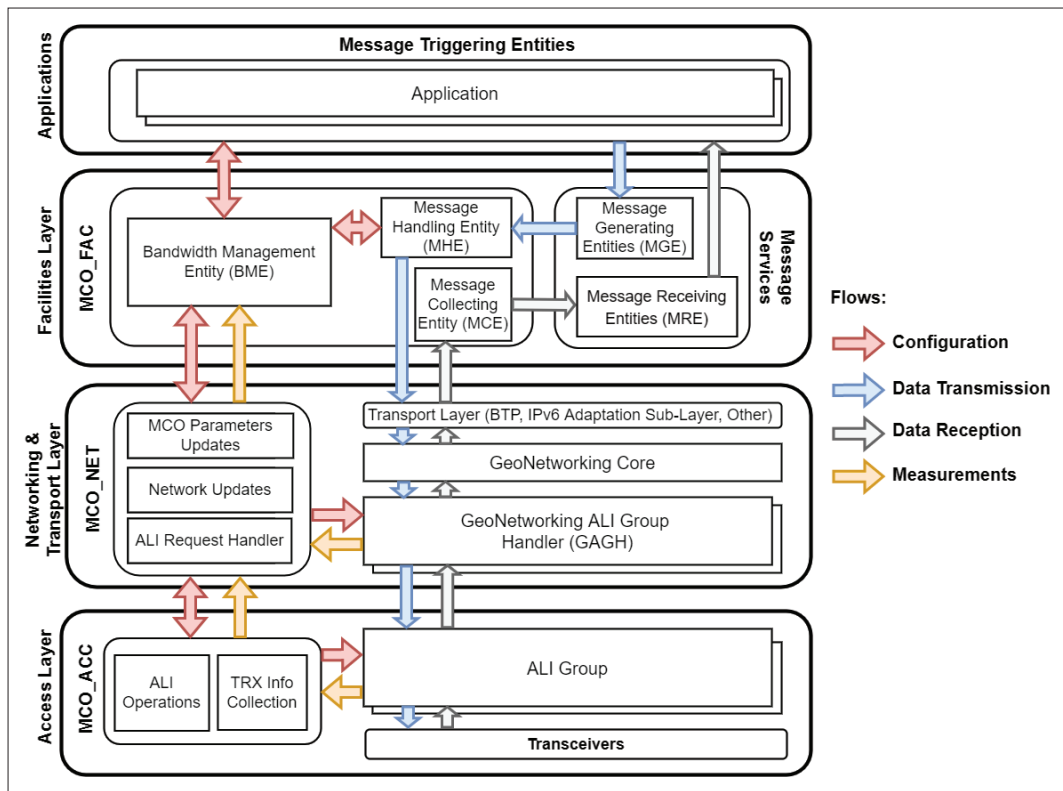 Applications
Message Triggering Entities
Application
Facilities Layer
MCO_FAC
Bandwidth Management
Entity (BME)
Message
Handling Entity
(MHE)
Message
Collecting
Entity (MCE)
Message
Generating
Entities (MGE)
Message Receiving
Entities (MRE)
Message
Services
Flows:
Configuration
Data Transmission
Data Reception
Measurements
Networking &
Transport Layer
MCO_NET
MCO Parameters
Updates
Network Updates
ALI Request Handler
Transport Layer (BTP, IPv6 Adaptation Sub-Layer, Other)
GeoNetworking Core
GeoNetworking ALI Group
Handler (GAGH)
Access Layer
MCO_ACC
ALI
Operations
TRX Info
Collection
ALI Group
Transceivers